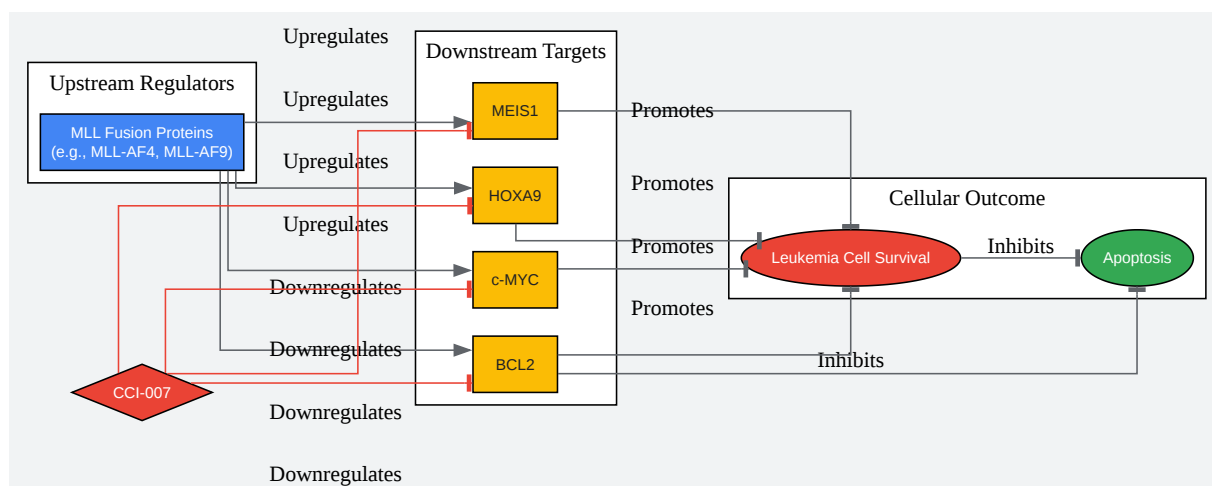 Upstream Regulators
MLL Fusion Proteins
(e.g., MLL-AF4, MLL-AF9)
CCI-007
Upregulates
Upregulates
Upregulates
Upregulates
Downregulates
Downregulates
Downregulates
Downregulates
Downstream Targets
MEIS1
HOXA9
c-MYC
BCL2
Promotes
Promotes
Promotes
Promotes
Inhibits
Cellular Outcome
Leukemia Cell Survival
Inhibits
Apoptosis